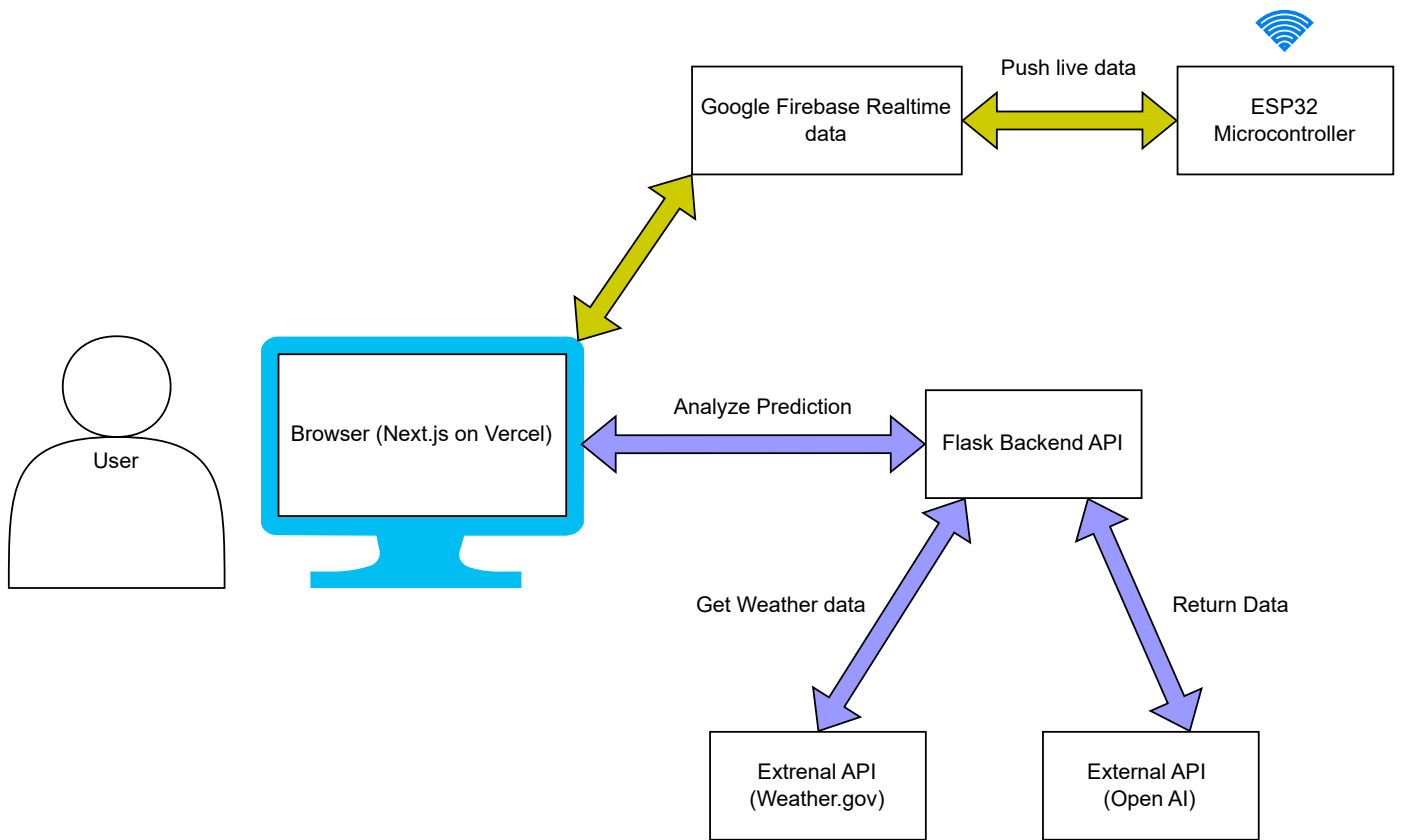 Push live data
Google Firebase Realtime
data
ESP32
Microcontroller
Analyze Prediction
Browser (Next.js on Vercel)
Flask Backend API
User
Get Weather data
Return Data
Extrenal API
(Weather.gov)
External API
(Open AI)